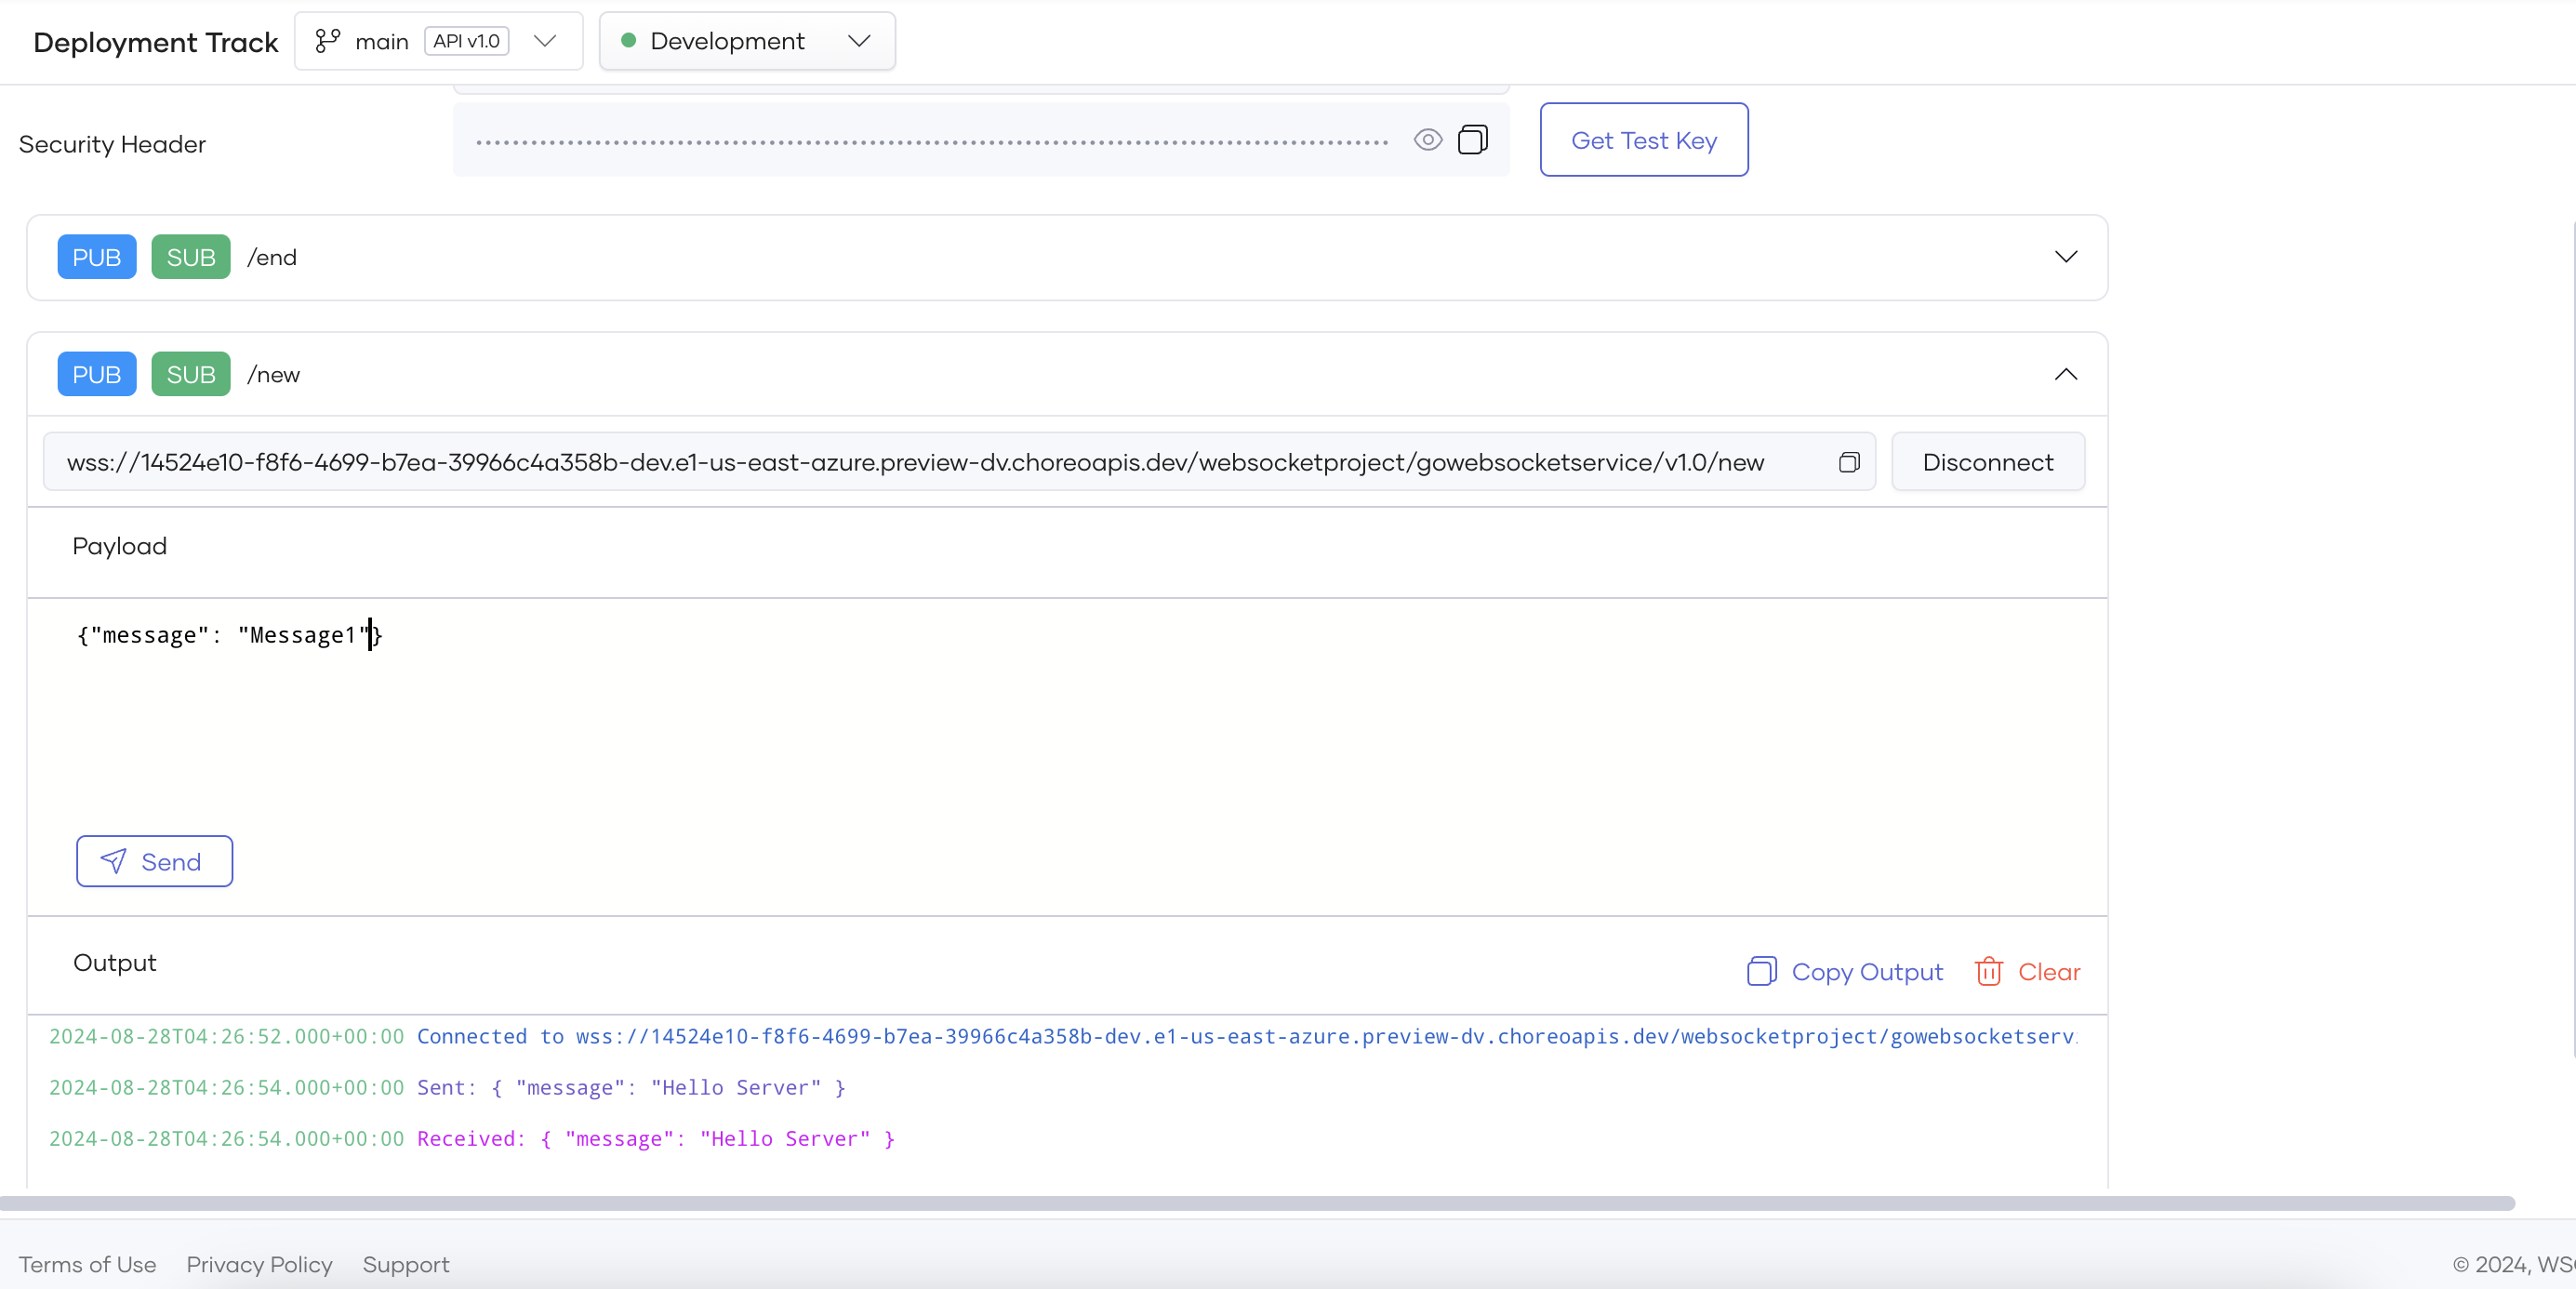 Deployment Track main API v1.0 Development
Security Header Get Test Key
PUB SUB /end
PUB SUB /new
wss://14524e10-f8f6-4699-b7ea-39966c4a358b-dev.e1-us-east-azure.preview-dv.choreoapis.dev/websocketproject/gowebsocketservice/v1.0/new Disconnect
Payload
{"message": "Message1"}
Send
Output Copy Output Clear
2024-08-28T04:26:52.000+00:00 Connected to wss://14524e10-f8f6-4699-b7ea-39966c4a358b-dev.e1-us-east-azure.preview-dv.choreoapis.dev/websocketproject/gowebsocketserv
2024-08-28T04:26:54.000+00:00 Sent: { "message": "Hello Server" }
2024-08-28T04:26:54.000+00:00 Received: { "message": "Hello Server" }
Terms of Use Privacy Policy Support © 2024, WS